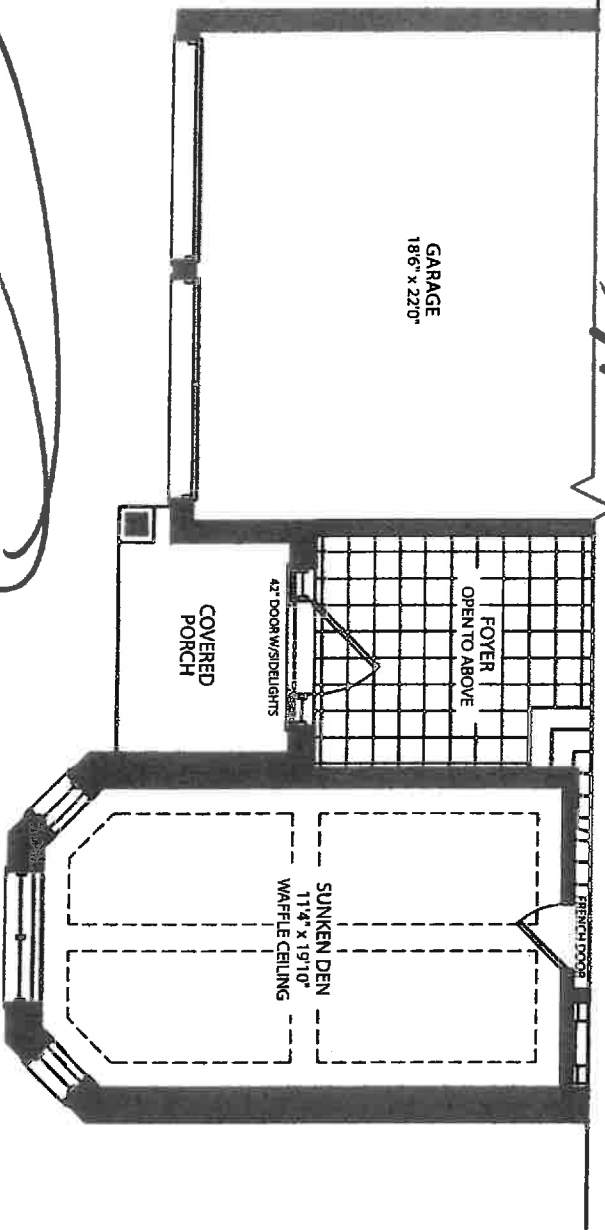 GARAGE
18'6" x 22'0"
FOYER
OPEN TO ABOVE
42" DOOR W/SIDELIGHTS
COVERED
PORCH
FRENCH DOOR
SUNKEN DEN
11'4" x 19'10"
WAFFLE CEILING